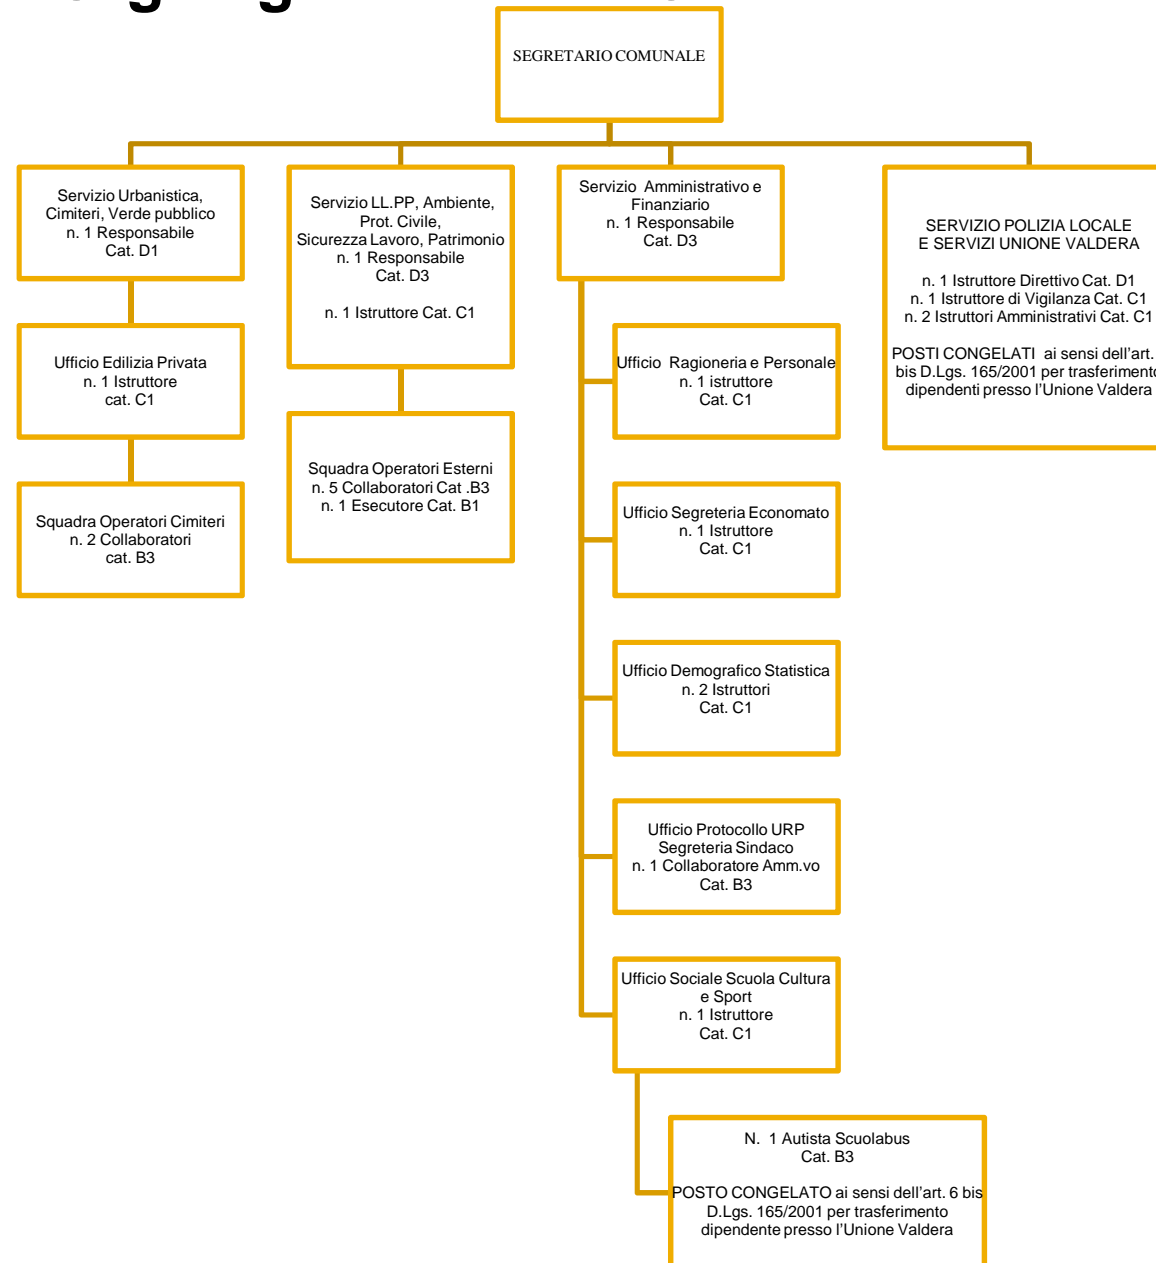 SEGRETARIO COMUNALE
Servizio Urbanistica,
Cimiteri, Verde pubblico
n. 1 Responsabile
Cat. D1
Ufficio Edilizia Privata
n. 1 Istruttore
cat. C1
Squadra Operatori Cimiteri
n. 2 Collaboratori
cat. B3
Servizio LL.PP, Ambiente,
Prot. Civile,
Sicurezza Lavoro, Patrimonio
n. 1 Responsabile
Cat. D3
n. 1 Istruttore Cat. C1
Squadra Operatori Esterni
n. 5 Collaboratori Cat .B3
n. 1 Esecutore Cat. B1
Servizio Amministrativo e
Finanziario
n. 1 Responsabile
Cat. D3
Ufficio Ragioneria e Personale
n. 1 istruttore
Cat. C1
Ufficio Segreteria Economato
n. 1 Istruttore
Cat. C1
Ufficio Demografico Statistica
n. 2 Istruttori
Cat. C1
Ufficio Protocollo URP
Segreteria Sindaco
n. 1 Collaboratore Amm.vo
Cat. B3
Ufficio Sociale Scuola Cultura
e Sport
n. 1 Istruttore
Cat. C1
N. 1 Autista Scuolabus
Cat. B3
POSTO CONGELATO ai sensi dell'art. 6 bis
D.Lgs. 165/2001 per trasferimento
dipendente presso l'Unione Valdera
SERVIZIO POLIZIA LOCALE
E SERVIZI UNIONE VALDERA
n. 1 Istruttore Direttivo Cat. D1
n. 1 Istruttore di Vigilanza Cat. C1
n. 2 Istruttori Amministrativi Cat. C1
POSTI CONGELATI ai sensi dell'art.
bis D.Lgs. 165/2001 per trasferimento
dipendenti presso l'Unione Valdera